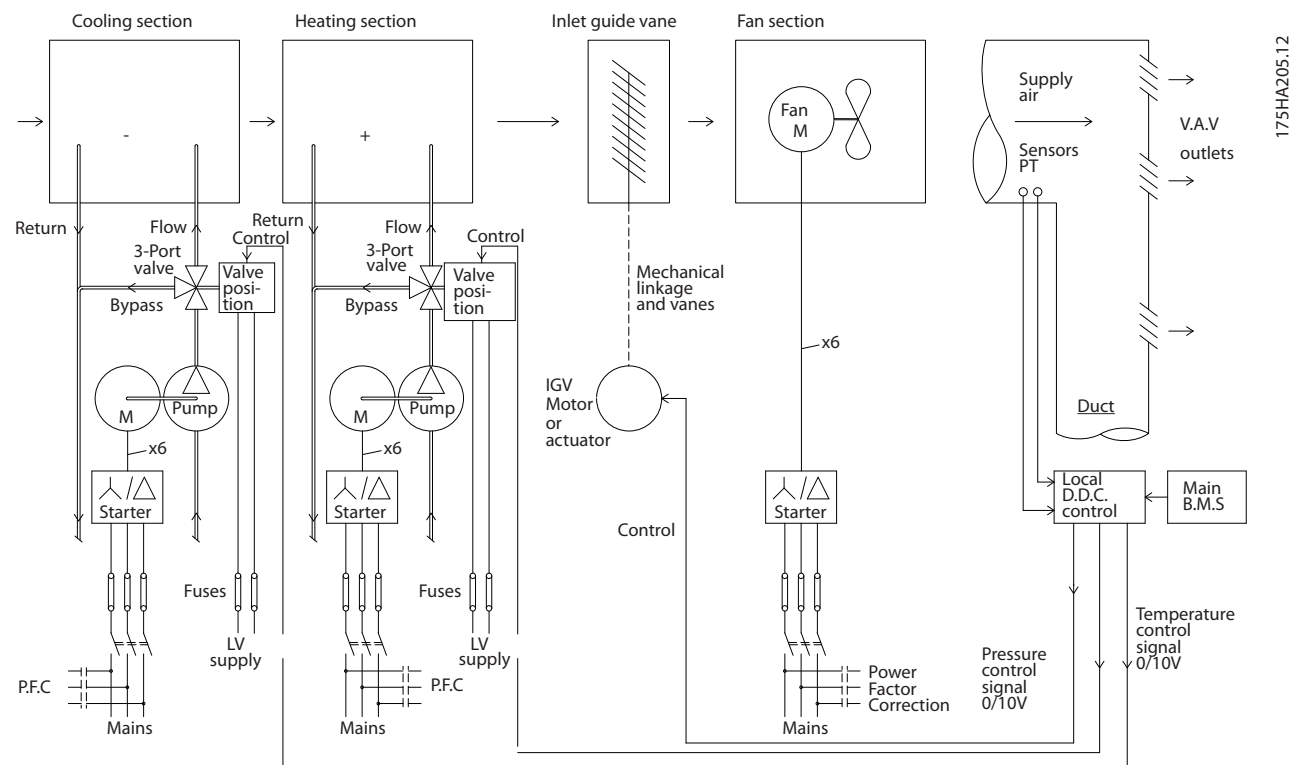 Cooling section
Heating section
Inlet guide vane
Fan section
175HA205.12
-
+
Fan
M
Supply
air
Sensors
PT
V.A.V
outlets
Return
Flow
Control
3-Port
valve
Valve
posi-
tion
Bypass
Return
Flow
Control
3-Port
valve
Valve
posi-
tion
Bypass
Mechanical
linkage
and vanes
x6
M
Pump
M
Pump
IGV
Motor
or
actuator
Duct
x6
x6
Starter
Starter
Starter
Local
D.D.C.
control
Main
B.M.S
Control
Fuses
Fuses
LV
supply
LV
supply
Temperature
control
signal
0/10V
Pressure
control
signal
0/10V
P.F.C
P.F.C
Power
Factor
Correction
Mains
Mains
Mains